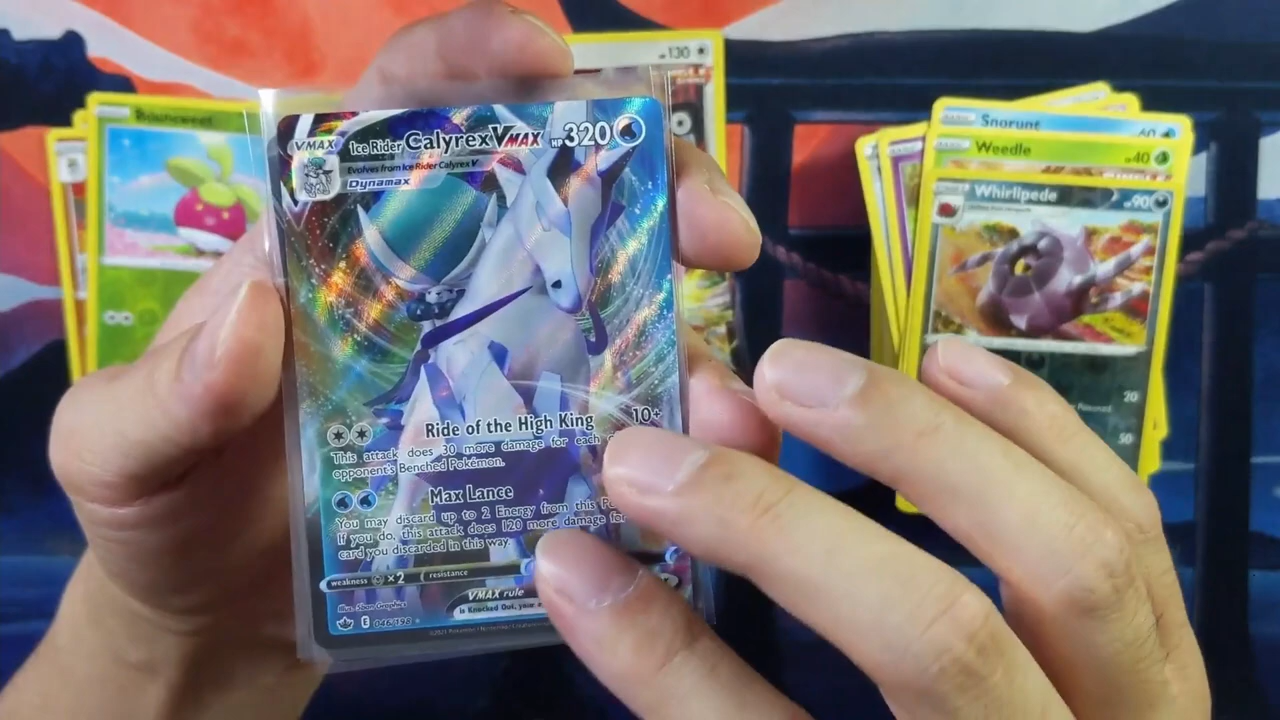 VMAX Ice Rider Calyrex VMAX HP 320
Evolves from Ice Rider Calyrex V
Dynamax
Ride of the High King 10+
This attack does 30 more damage for each
opponent's Benched Pokémon.
Max Lance
You may discard up to 2 Energy from this
If you do, this attack does 120 more damage for
card you discarded in this way.
weakness ×2 resistance
VMAX rule
Illus. 5ban Graphics
is Knocked Out, your
E 046/198
Bounsweet
130
Snorunt 60
Weedle 40
Whirlipede 90
20
50